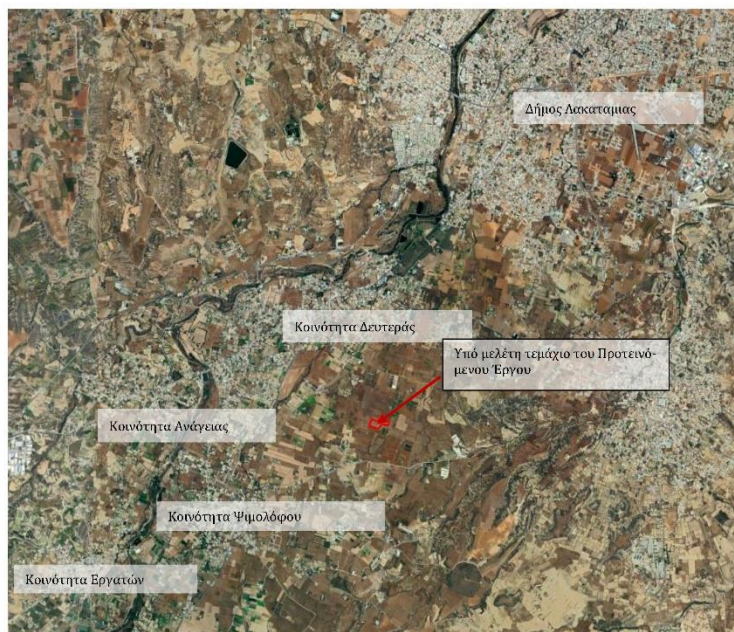 Δήμος Λακαταμιας
Κοινότητα Δευτεράς
Υπό μελέτη τεμάχιο του Προτεινό-
μενου Έργου
Κοινότητα Ανάγειας
Κοινότητα Ψιμολόφου
Κοινότητα Εργατών